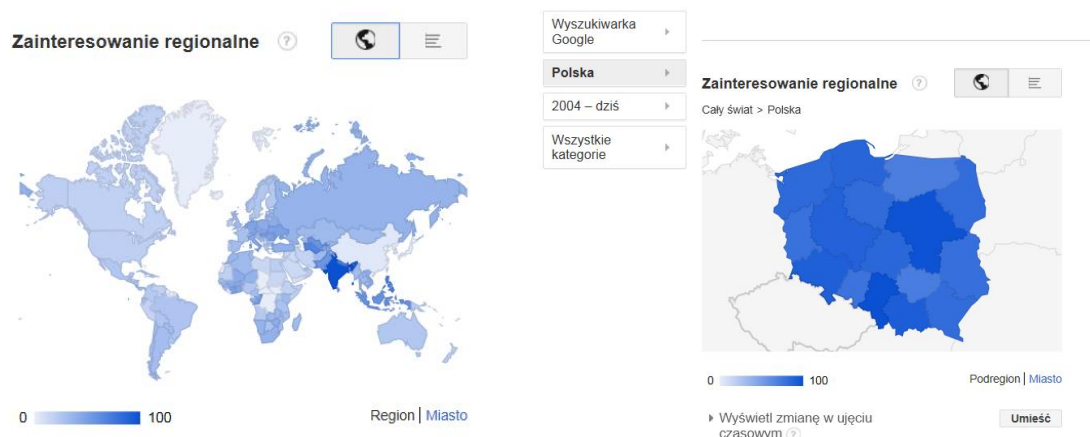 Zainteresowanie regionalne ?
0 100
Region | Miasto
Wyszukiwarka
Google
Polska
2004 – dziś
Wszystkie
kategorie
Zainteresowanie regionalne ?
Cały świat > Polska
0 100
Podregion | Miasto
Wyświetl zmianę w ujęciu
czasowym ?
Umieść